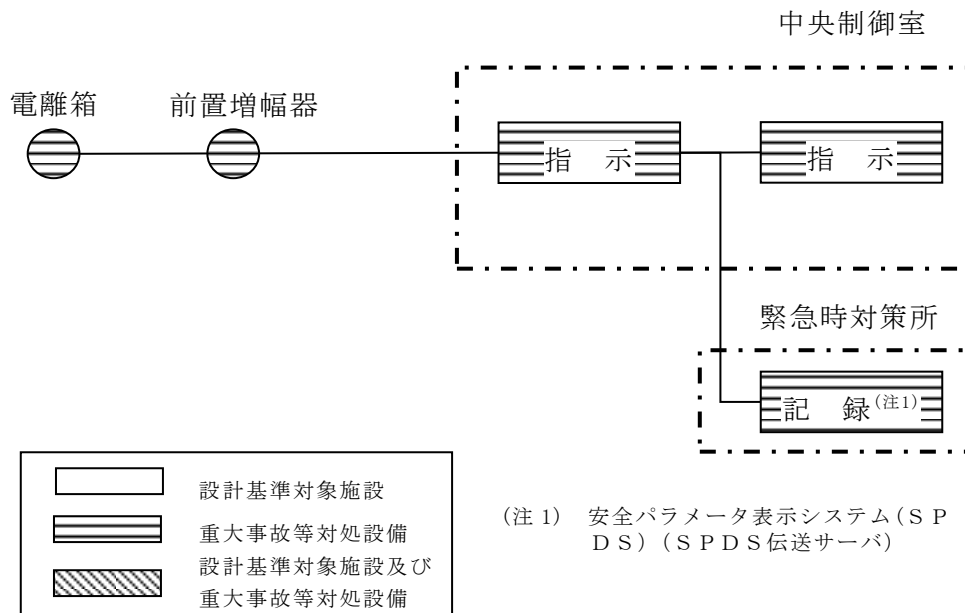 中央制御室
電離箱
前置増幅器
指　示
指　示
緊急時対策所
記　録(注1)
設計基準対象施設
重大事故等対処設備
設計基準対象施設及び
重大事故等対処設備
(注 1)　安全パラメータ表示システム(ＳＰ
ＤＳ) (ＳＰＤＳ伝送サーバ)